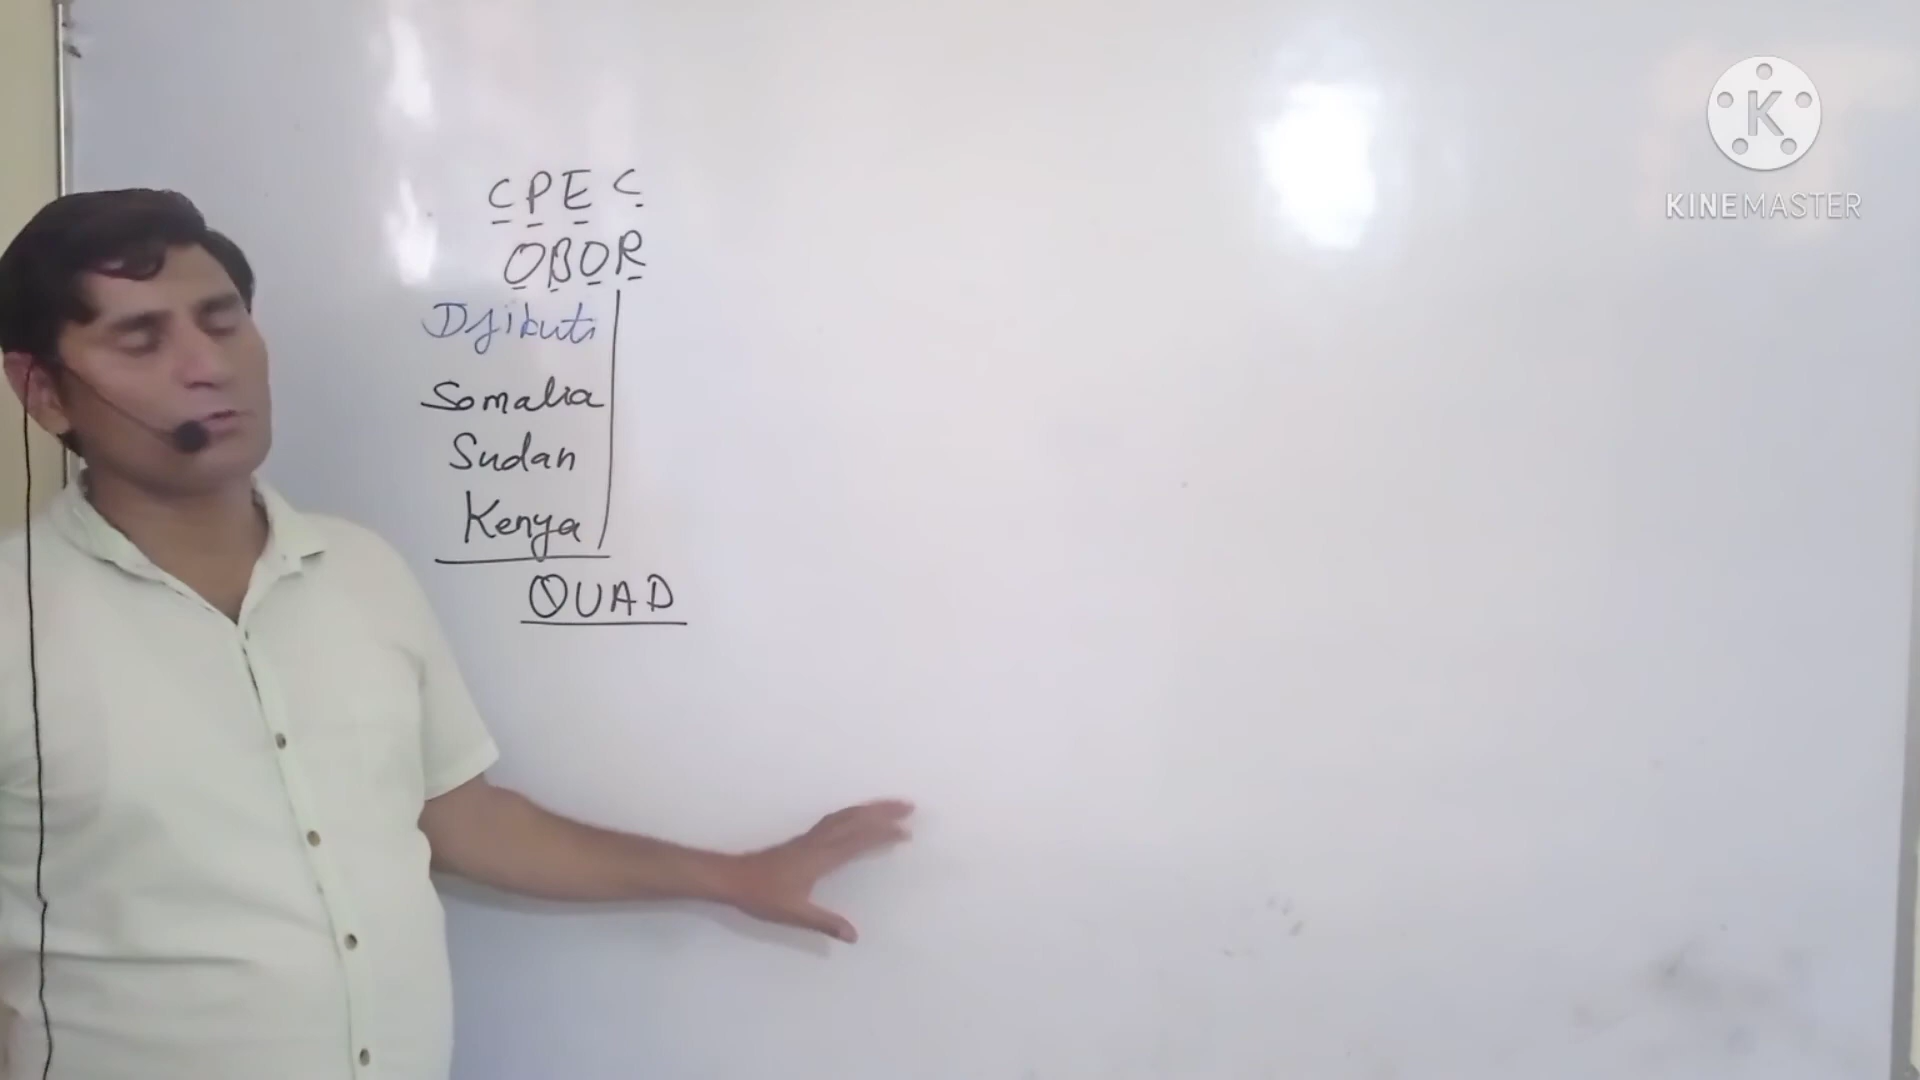 CPEC
OBOR
Djibuti
Somalia
Sudan
Kenya
QUAD
K
KINEMASTER